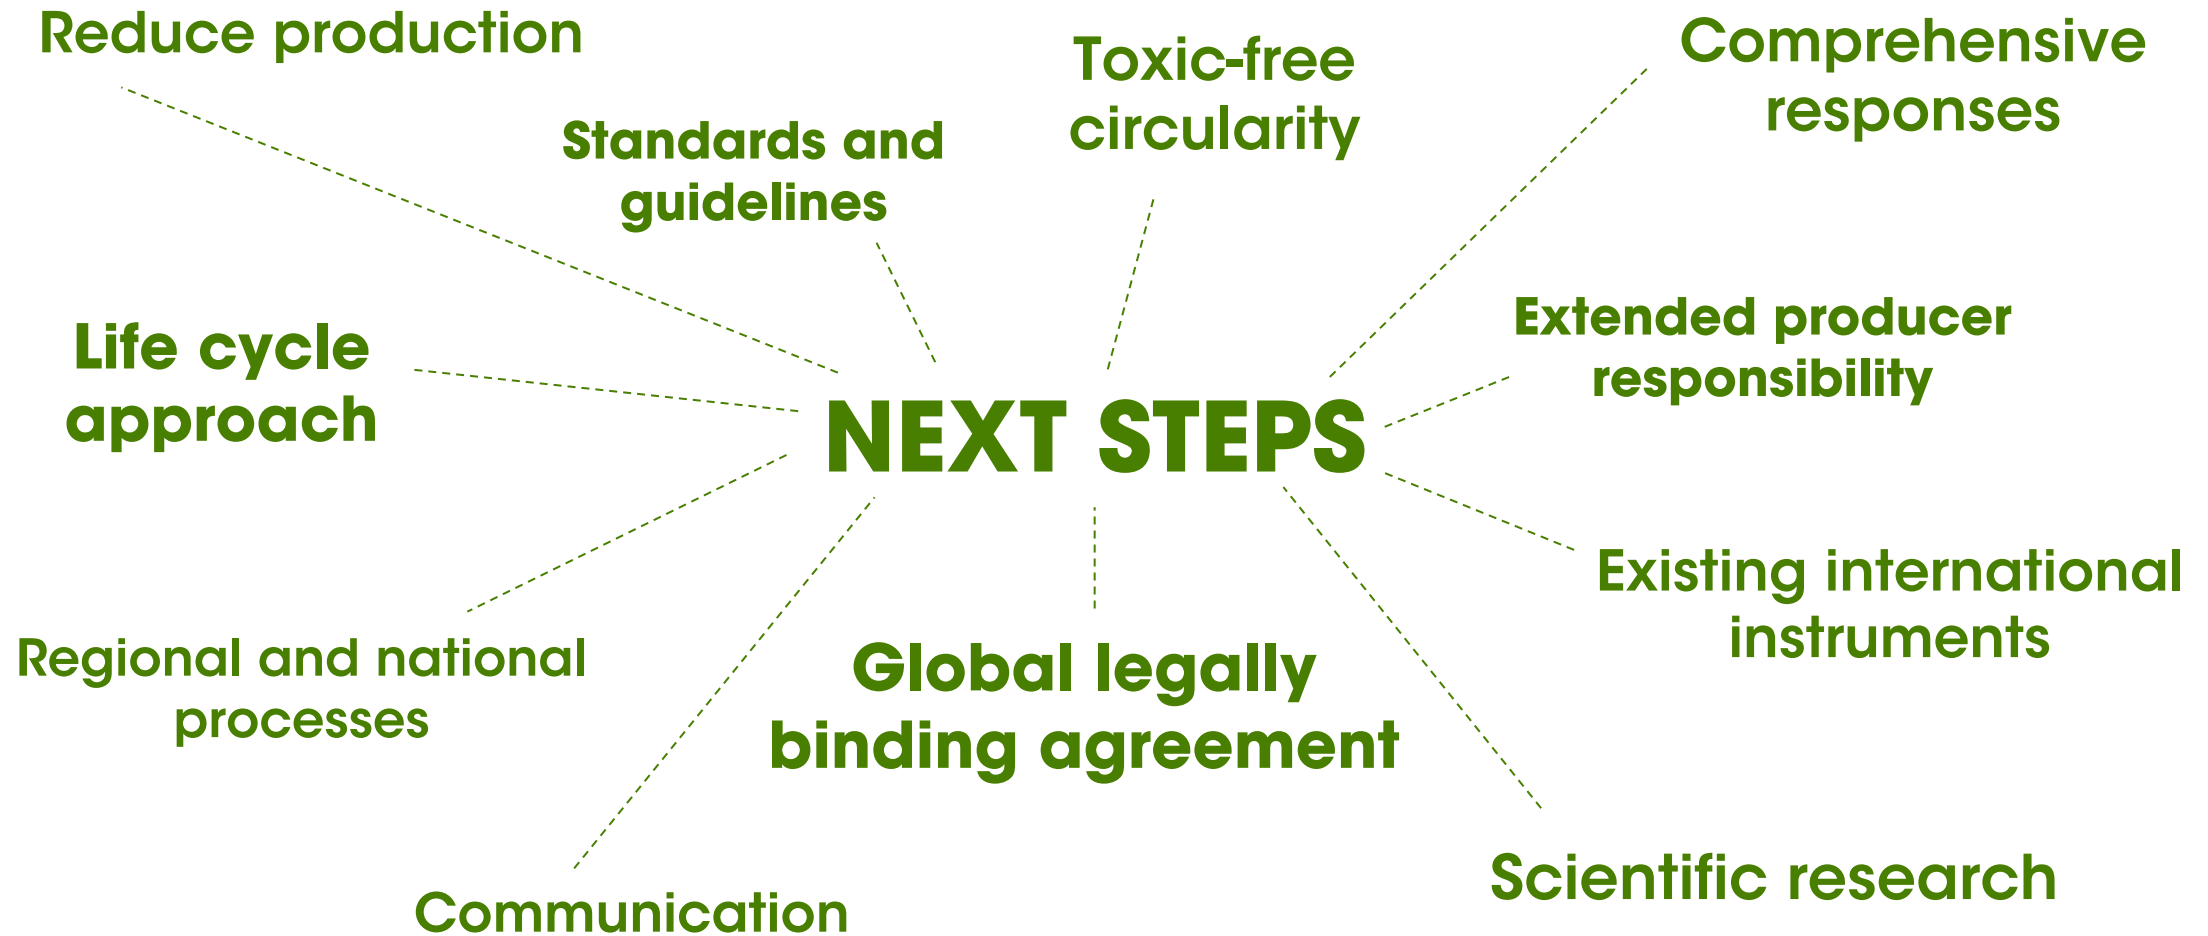 Reduce production
Toxic-free
circularity
Comprehensive
responses
Standards and
guidelines
Life cycle
approach
Extended producer
responsibility
NEXT STEPS
Existing international
instruments
Regional and national
processes
Global legally
binding agreement
Scientific research
Communication